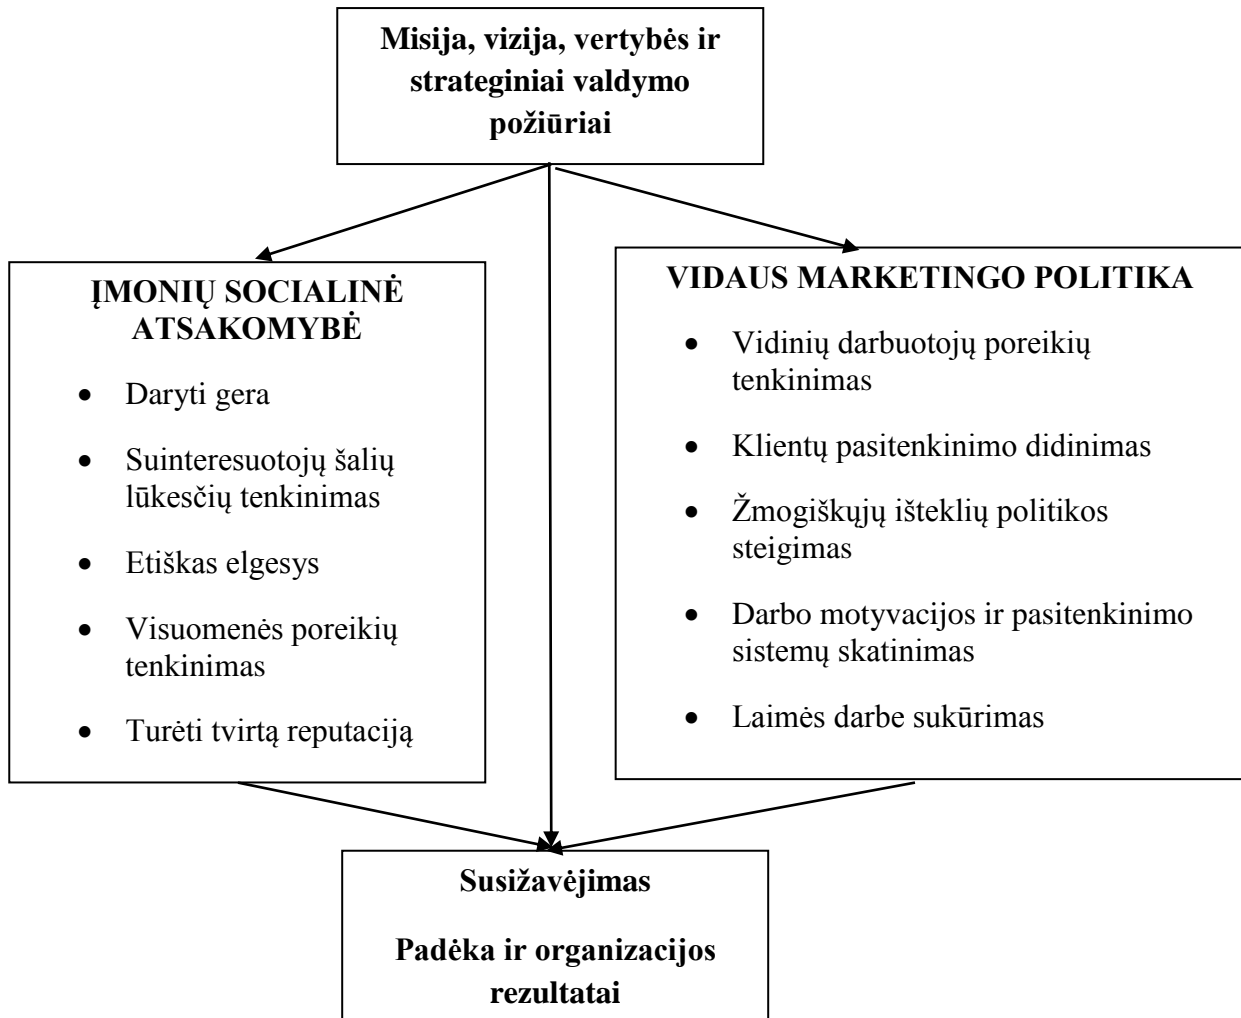 Misija, vizija, vertybės ir
strateginiai valdymo
požiūriai
ĮMONIŲ SOCIALINĖ
ATSAKOMYBĖ
• Daryti gera
• Suinteresuotojų šalių
lūkesčių tenkinimas
• Etiškas elgesys
• Visuomenės poreikių
tenkinimas
• Turėti tvirtą reputaciją
VIDAUS MARKETINGO POLITIKA
• Vidinių darbuotojų poreikių
tenkinimas
• Klientų pasitenkinimo didinimas
• Žmogiškųjų išteklių politikos
steigimas
• Darbo motyvacijos ir pasitenkinimo
sistemų skatinimas
• Laimės darbe sukūrimas
Susižavėjimas
Padėka ir organizacijos
rezultatai